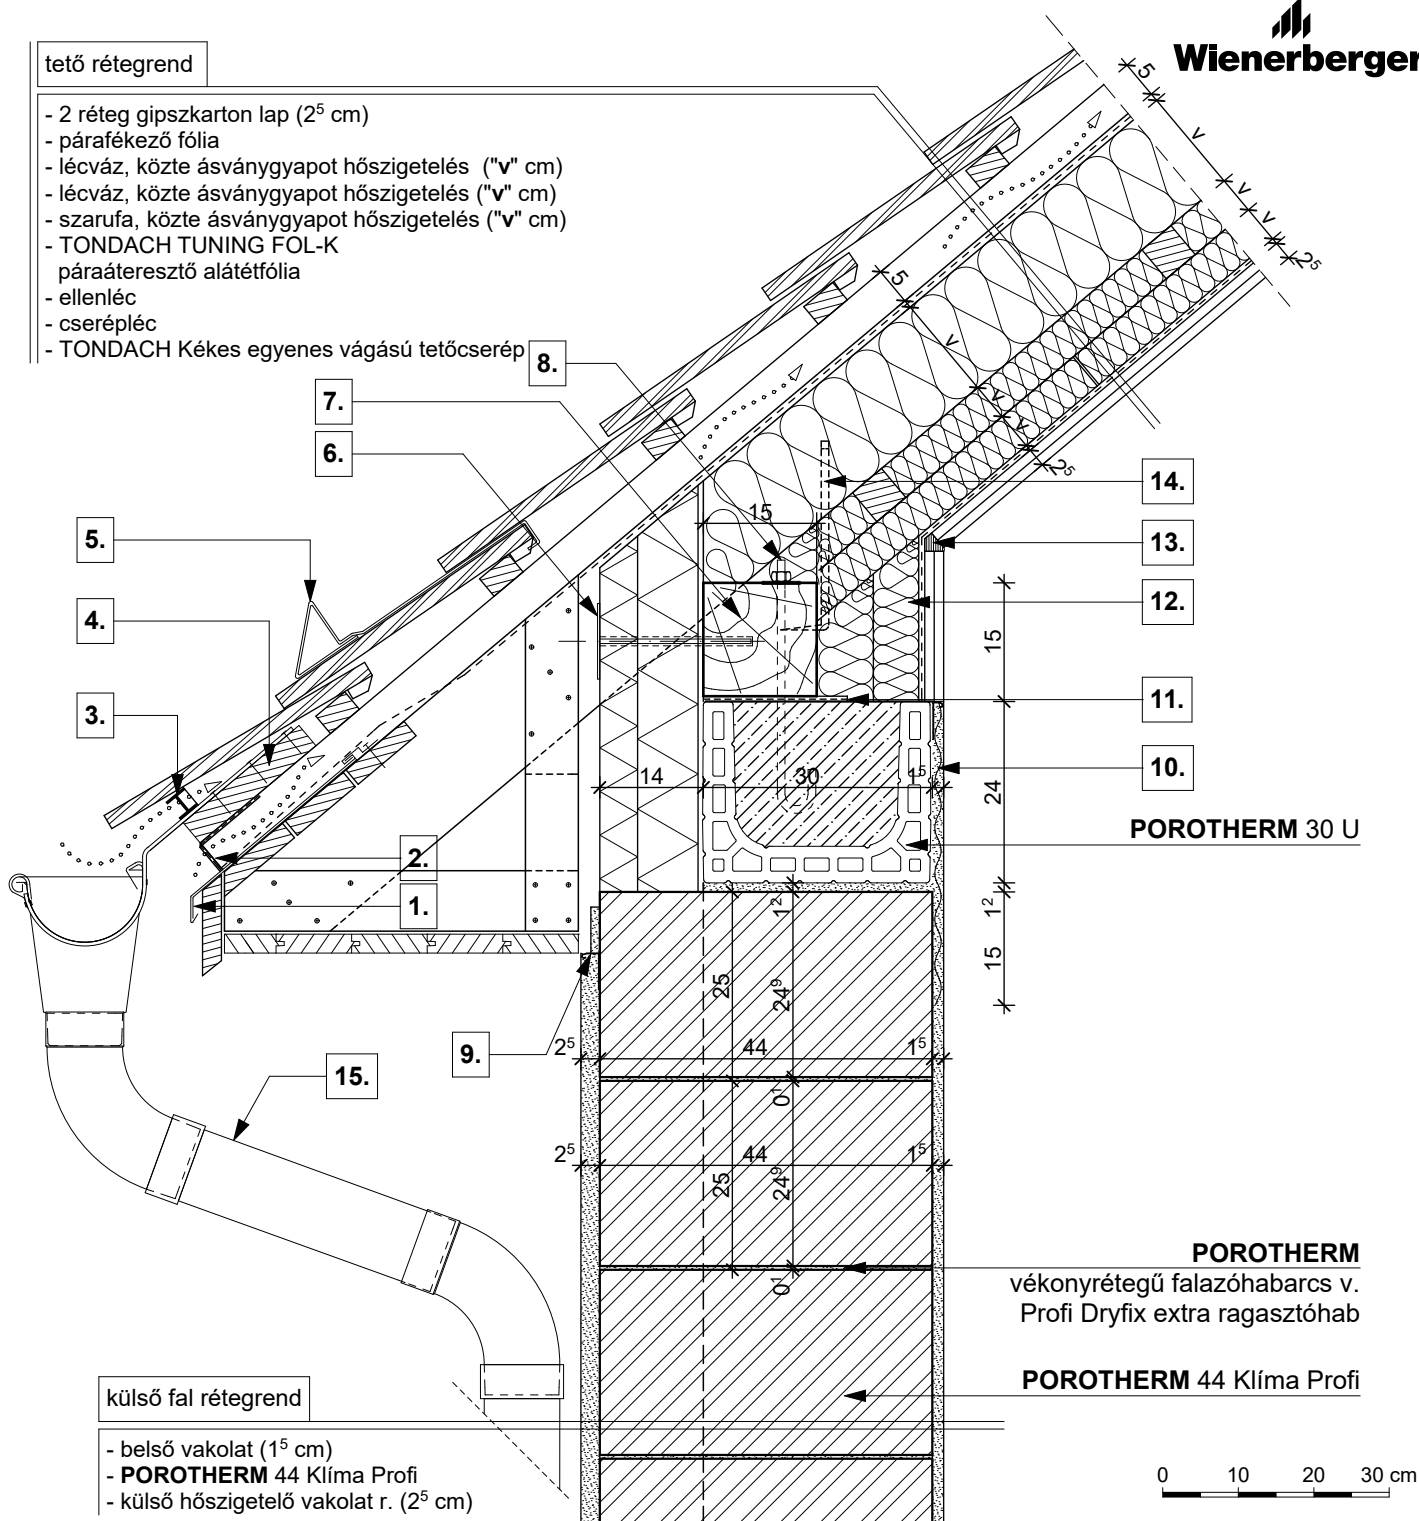 Wienerberger
tető rétegrend
- 2 réteg gipszkarton lap (2⁵ cm)
- párafékező fólia
- lécváz, közte ásványgyapot hőszigetelés ("v" cm)
- lécváz, közte ásványgyapot hőszigetelés ("v" cm)
- szarufa, közte ásványgyapot hőszigetelés ("v" cm)
- TONDACH TUNING FOL-K
páraáteresztő alátétfólia
- ellenléc
- cserépléc
- TONDACH Kékes egyenes vágású tetőcserép
5
v
v
v
2⁵
5
v
v
v
2⁵
8.
7.
6.
5.
4.
3.
2.
1.
14.
13.
12.
11.
10.
15
15
14
30
1⁵
24
POROTHERM 30 U
1²
1²
15
25
24⁹
9.
2⁵
44
1⁵
15.
0¹
2⁵
44
1⁵
25
24⁹
0¹
POROTHERM
vékonyrétegű falazóhabarcs v.
Profi Dryfix extra ragasztóhab
POROTHERM 44 Klíma Profi
külső fal rétegrend
- belső vakolat (1⁵ cm)
- POROTHERM 44 Klíma Profi
- külső hőszigetelő vakolat r. (2⁵ cm)
0 10 20 30 cm